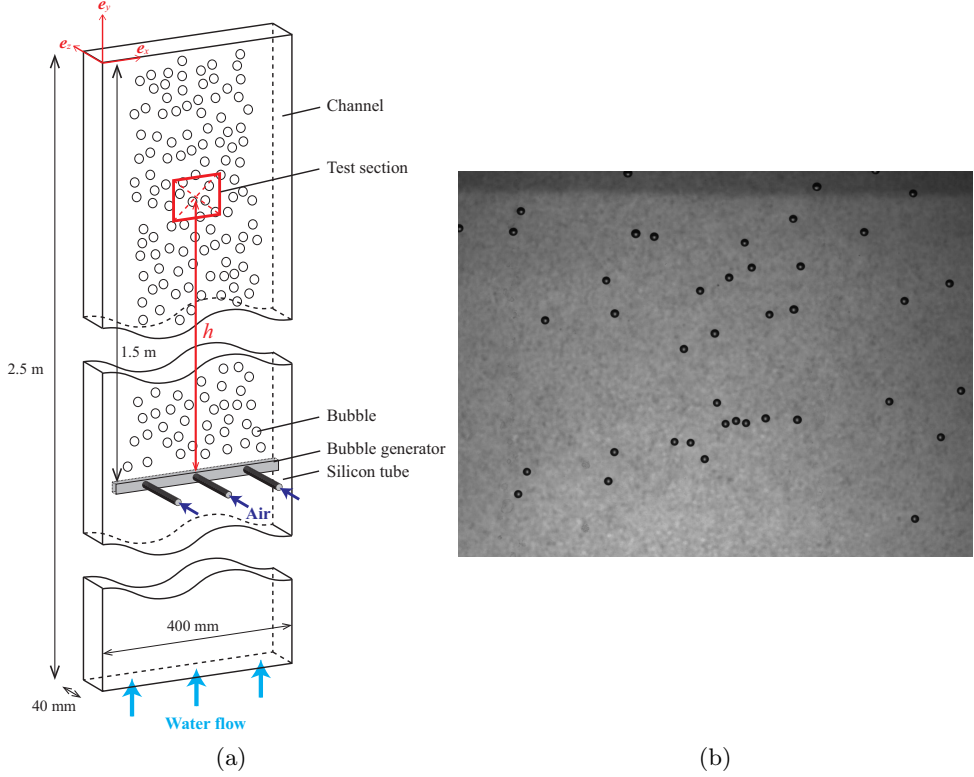 e_y
e_z
e_x
Channel
Test section
h
1.5 m
2.5 m
Bubble
Bubble generator
Silicon tube
Air
400 mm
40 mm
Water flow
(a)
(b)